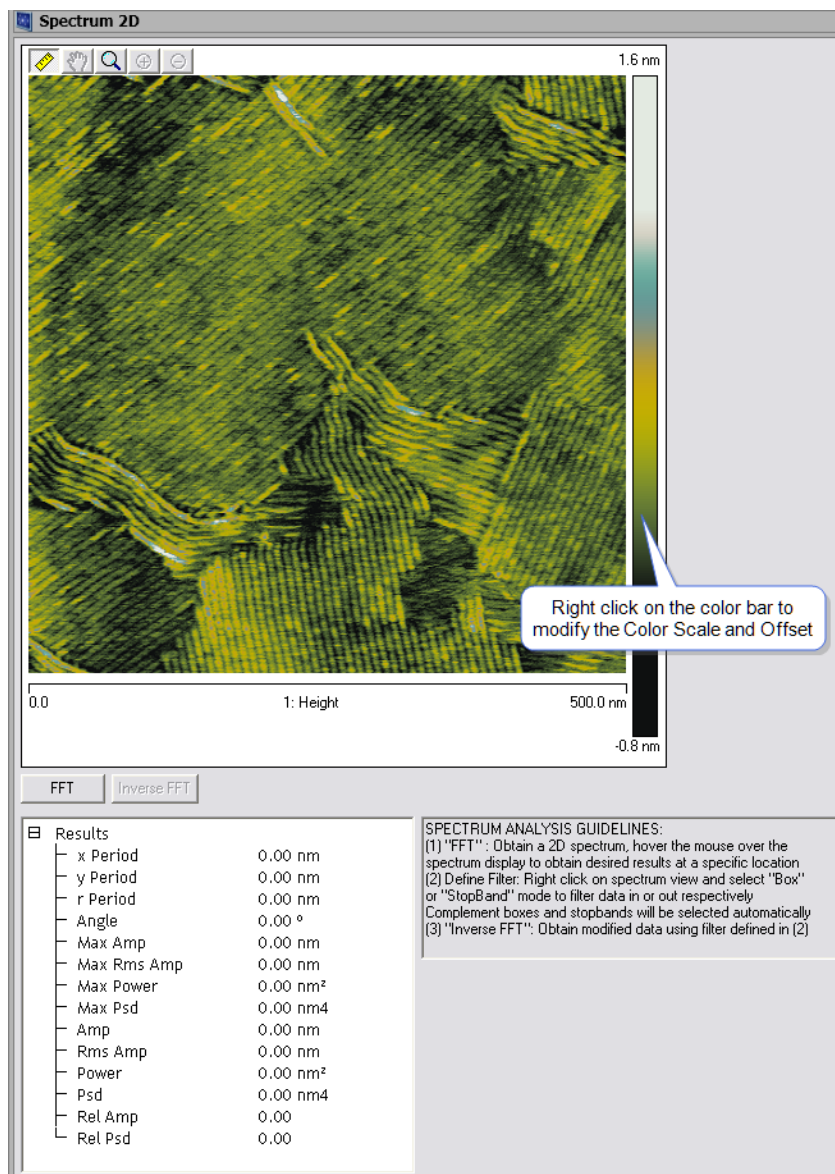 Spectrum 2D
1.6 nm
Right click on the color bar to
modify the Color Scale and Offset
0.0 1: Height 500.0 nm
-0.8 nm
FFT Inverse FFT
Results
x Period 0.00 nm
y Period 0.00 nm
r Period 0.00 nm
Angle 0.00 º
Max Amp 0.00 nm
Max Rms Amp 0.00 nm
Max Power 0.00 nm²
Max Psd 0.00 nm4
Amp 0.00 nm
Rms Amp 0.00 nm
Power 0.00 nm²
Psd 0.00 nm4
Rel Amp 0.00
Rel Psd 0.00
SPECTRUM ANALYSIS GUIDELINES:
(1) "FFT" : Obtain a 2D spectrum, hover the mouse over the
spectrum display to obtain desired results at a specific location
(2) Define Filter: Right click on spectrum view and select "Box"
or "StopBand" mode to filter data in or out respectively
Complement boxes and stopbands will be selected automatically
(3) "Inverse FFT": Obtain modified data using filter defined in (2)